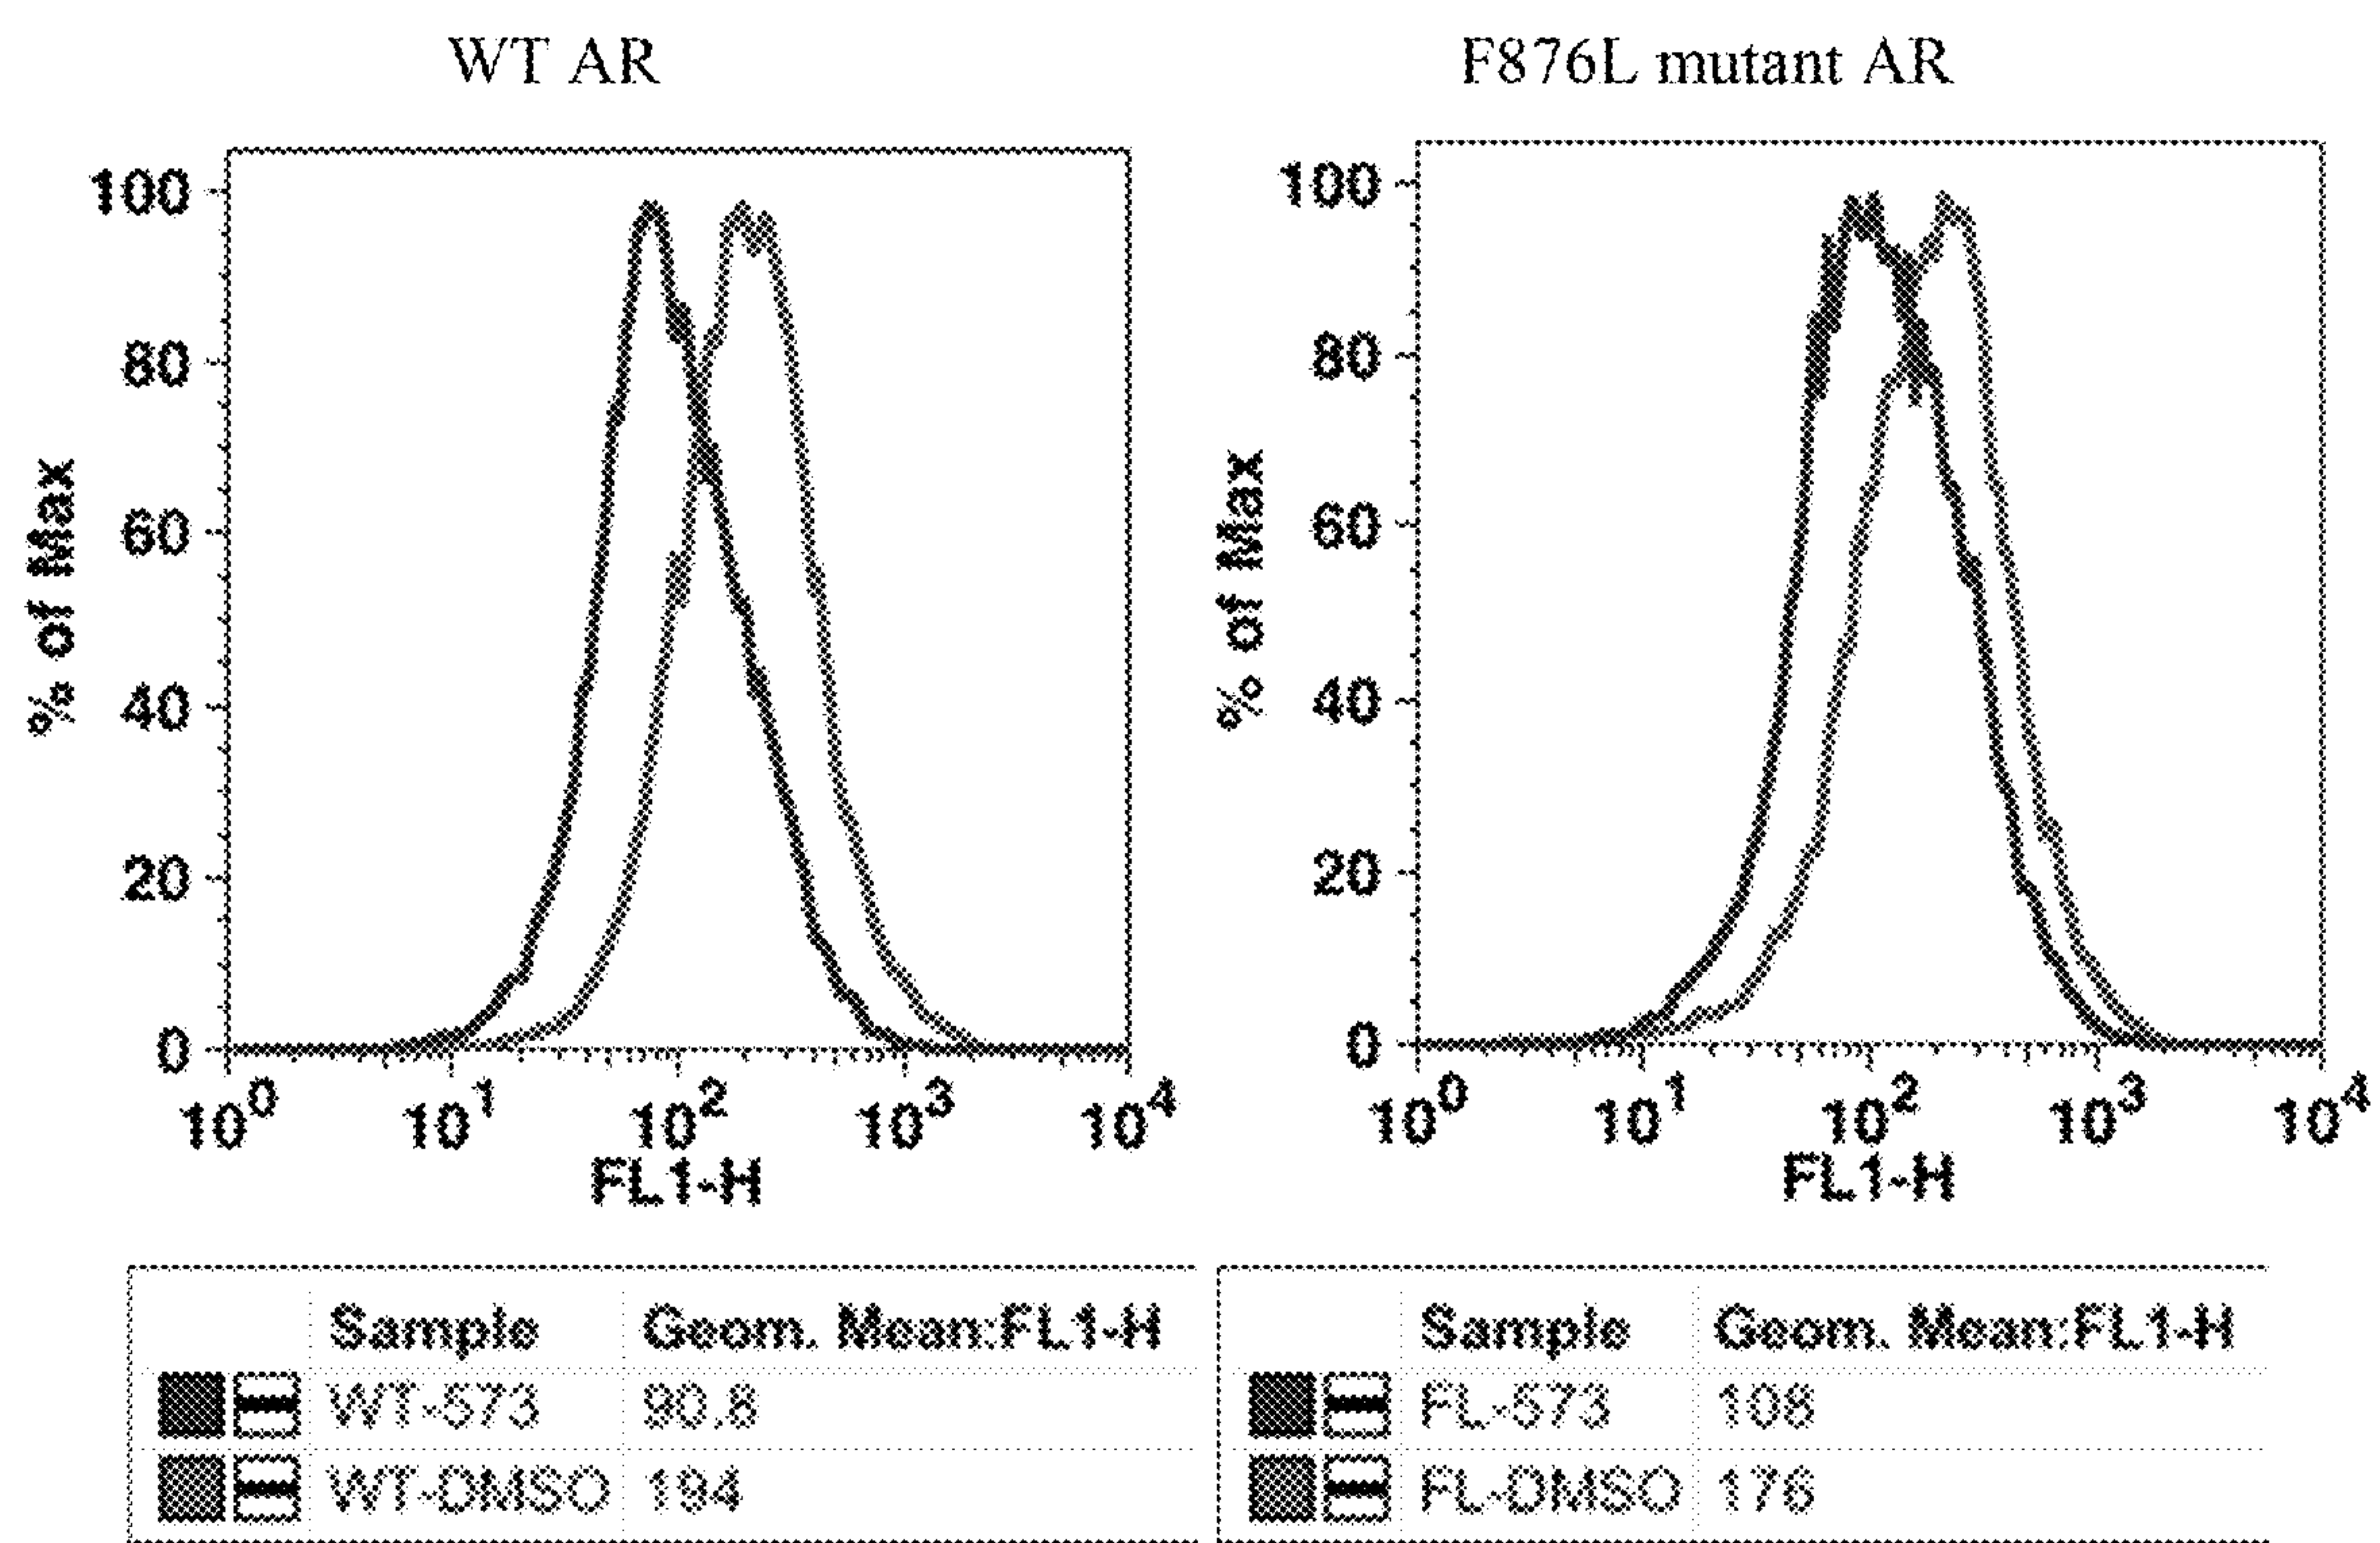 WT AR
F876L mutant AR
100
80
60
40
20
0
% of Max
10^0 10^1 10^2 10^3 10^4
FL1-H
100
80
60
40
20
0
% of Max
10^0 10^1 10^2 10^3 10^4
FL1-H
Sample Geom. Mean:FL1-H
WT-573 90.8
WT-DMSO 194
Sample Geom. Mean:FL1-H
FL-573 108
FL-DMSO 176